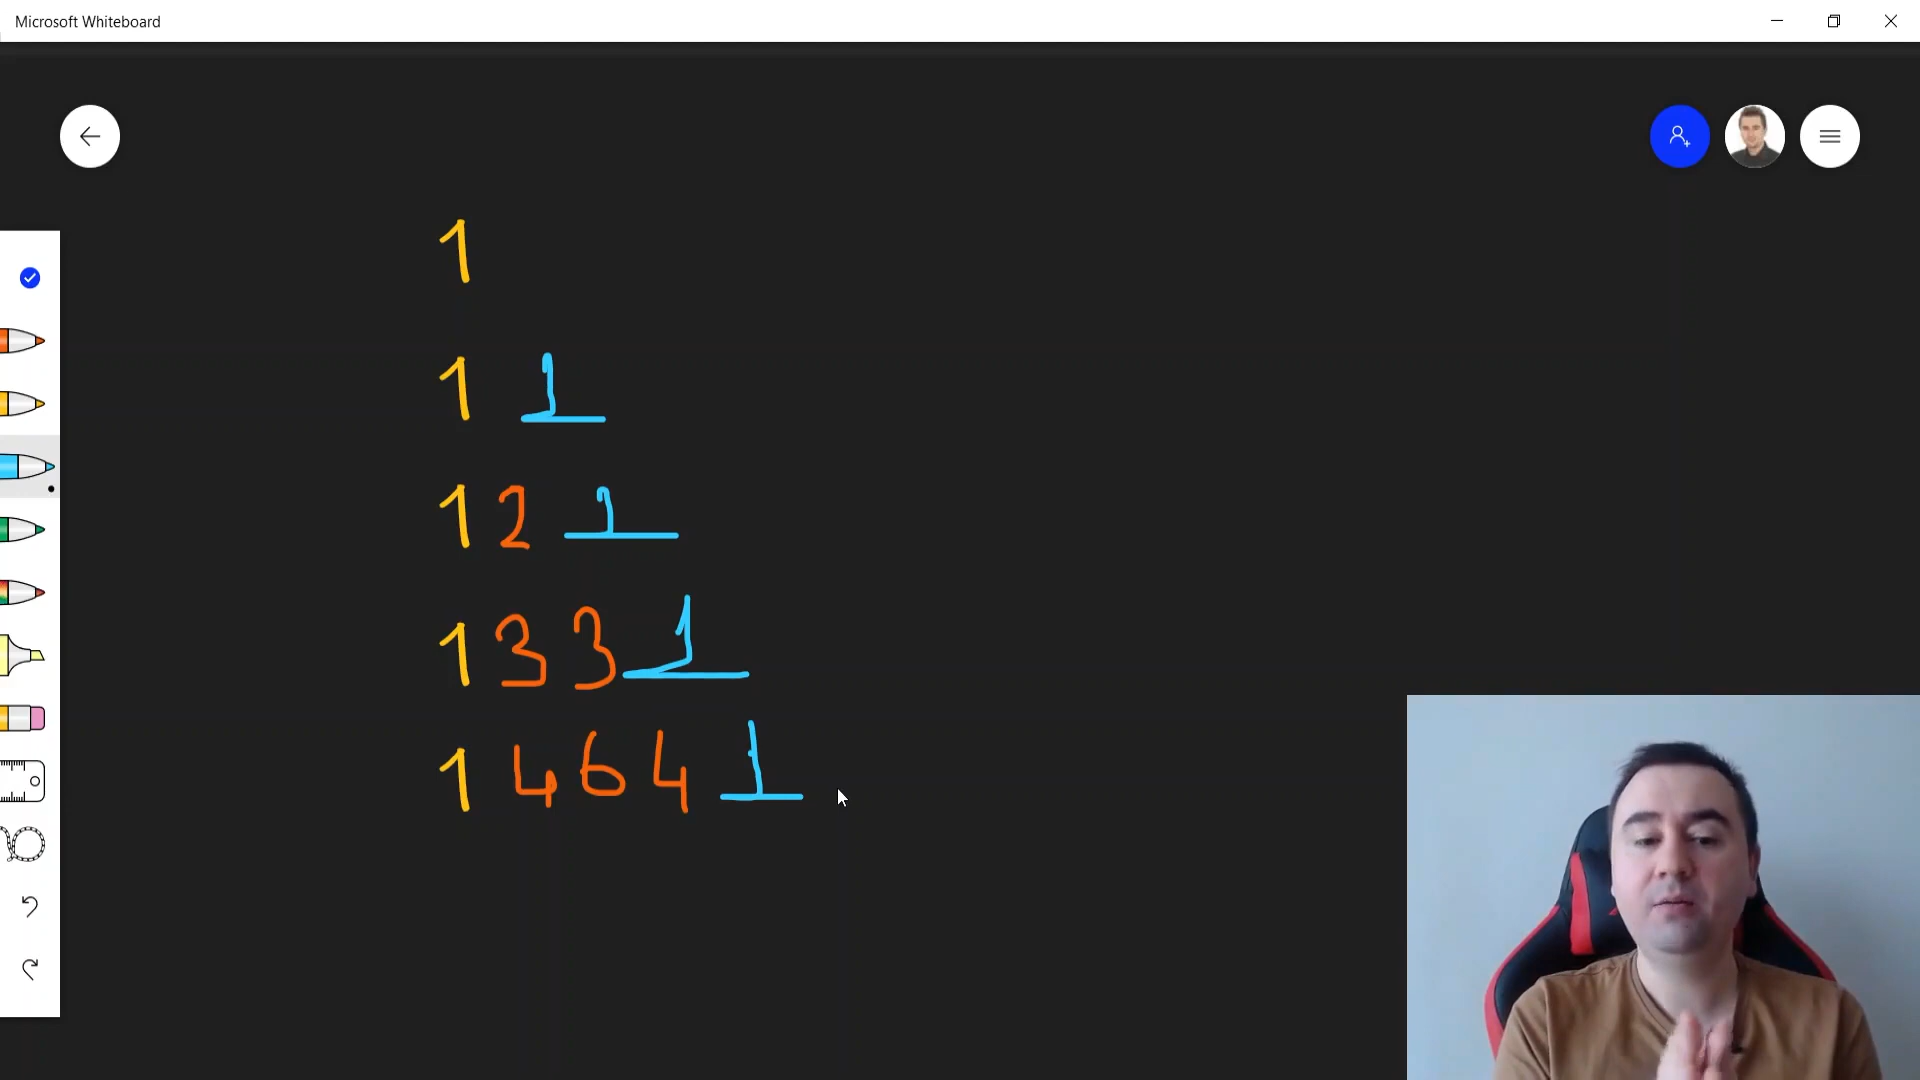 Microsoft Whiteboard
1
1 1
1 2 1
1 3 3 1
1 4 6 4 1